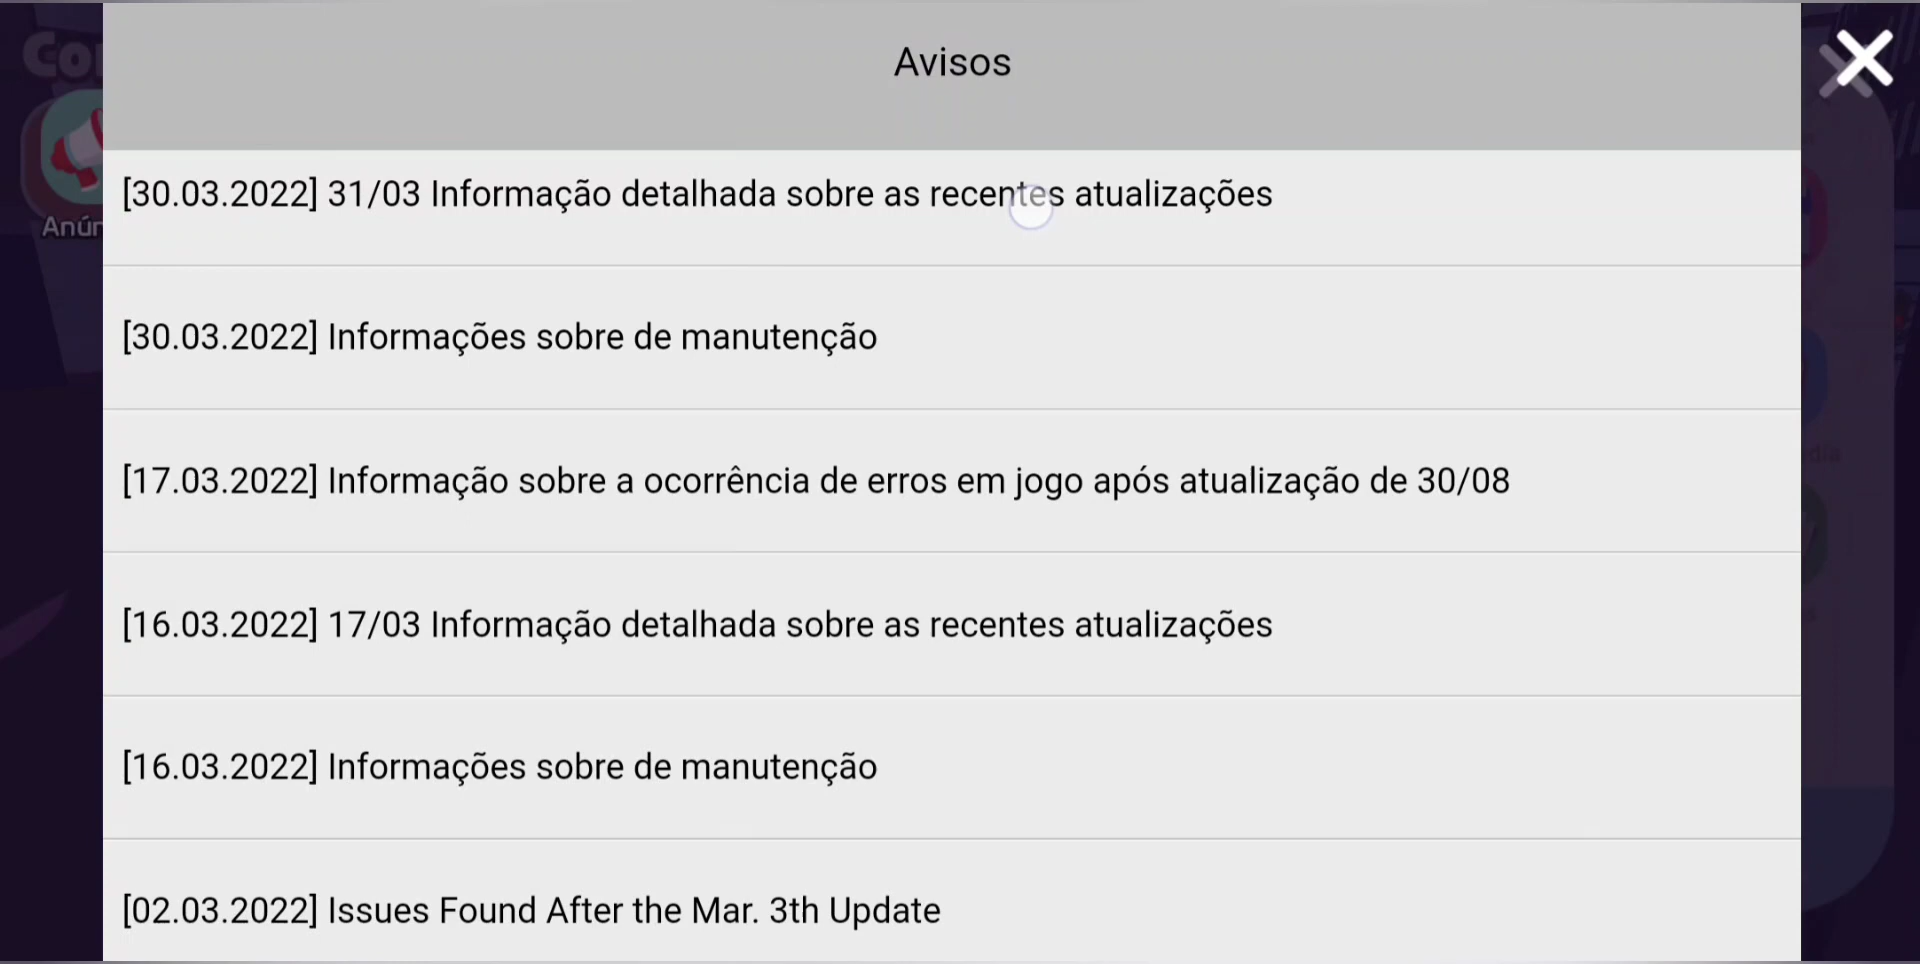 Avisos
[30.03.2022] 31/03 Informação detalhada sobre as recentes atualizações
[30.03.2022] Informações sobre de manutenção
[17.03.2022] Informação sobre a ocorrência de erros em jogo após atualização de 30/08
[16.03.2022] 17/03 Informação detalhada sobre as recentes atualizações
[16.03.2022] Informações sobre de manutenção
[02.03.2022] Issues Found After the Mar. 3th Update